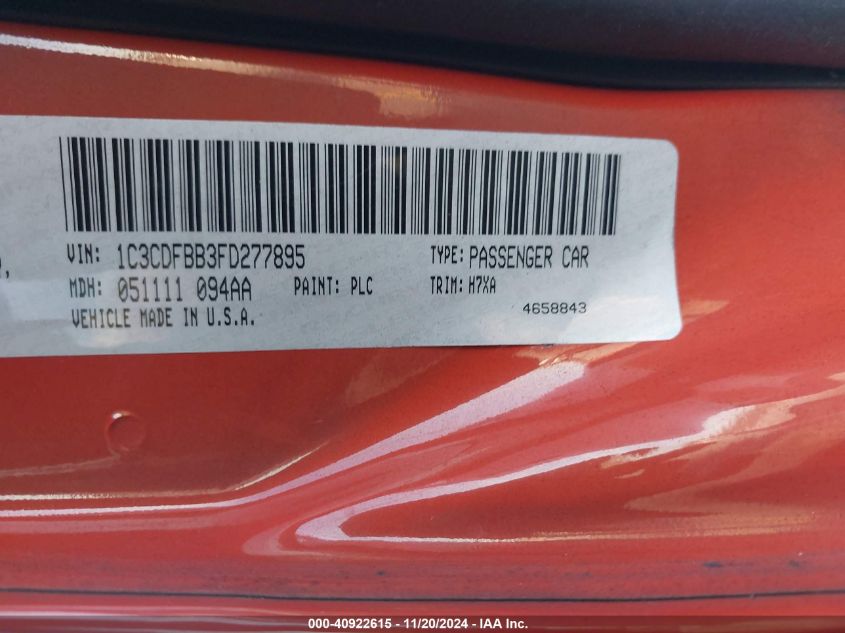 VIN: 1C3CDFBB3FD277895 TYPE: PASSENGER CAR
MDH: 051111 094AA PAINT: PLC TRIM: H7XA
VEHICLE MADE IN U.S.A. 4658843
000-40922615 - 11/20/2024 - IAA Inc.